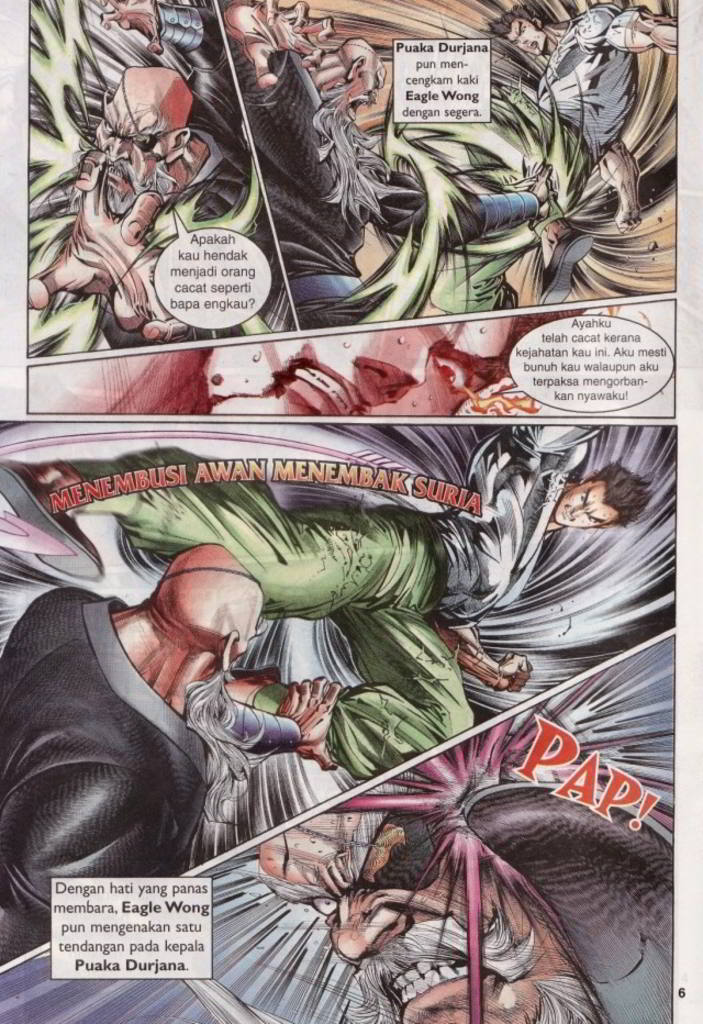 Puaka Durjana
pun men-
cengkam kaki
Eagle Wong
dengan segera.
Apakah
kau hendak
menjadi orang
cacat seperti
bapa engkau?
Ayahku
telah cacat kerana
kejahatan kau ini. Aku mesti
bunuh kau walaupun aku
terpaksa mengorban-
kan nyawaku!
MENEMBUSI AWAN MENEMBAK SURIA
PAP!
Dengan hati yang panas
membara, Eagle Wong
pun mengenakan satu
tendangan pada kepala
Puaka Durjana.
6